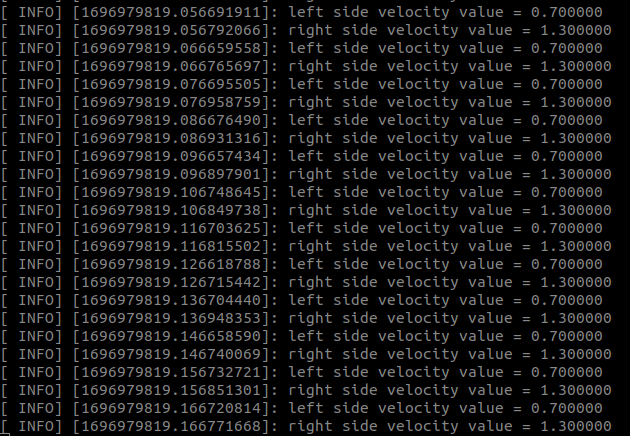 [ INFO] [1696979819.056691911]: left side velocity value = 0.700000
[ INFO] [1696979819.056792066]: right side velocity value = 1.300000
[ INFO] [1696979819.066659558]: left side velocity value = 0.700000
[ INFO] [1696979819.066765697]: right side velocity value = 1.300000
[ INFO] [1696979819.076695505]: left side velocity value = 0.700000
[ INFO] [1696979819.076958759]: right side velocity value = 1.300000
[ INFO] [1696979819.086676490]: left side velocity value = 0.700000
[ INFO] [1696979819.086931316]: right side velocity value = 1.300000
[ INFO] [1696979819.096657434]: left side velocity value = 0.700000
[ INFO] [1696979819.096897901]: right side velocity value = 1.300000
[ INFO] [1696979819.106748645]: left side velocity value = 0.700000
[ INFO] [1696979819.106849738]: right side velocity value = 1.300000
[ INFO] [1696979819.116703625]: left side velocity value = 0.700000
[ INFO] [1696979819.116815502]: right side velocity value = 1.300000
[ INFO] [1696979819.126618788]: left side velocity value = 0.700000
[ INFO] [1696979819.126715442]: right side velocity value = 1.300000
[ INFO] [1696979819.136704440]: left side velocity value = 0.700000
[ INFO] [1696979819.136948353]: right side velocity value = 1.300000
[ INFO] [1696979819.146658590]: left side velocity value = 0.700000
[ INFO] [1696979819.146740069]: right side velocity value = 1.300000
[ INFO] [1696979819.156732721]: left side velocity value = 0.700000
[ INFO] [1696979819.156851301]: right side velocity value = 1.300000
[ INFO] [1696979819.166720814]: left side velocity value = 0.700000
[ INFO] [1696979819.166771668]: right side velocity value = 1.300000